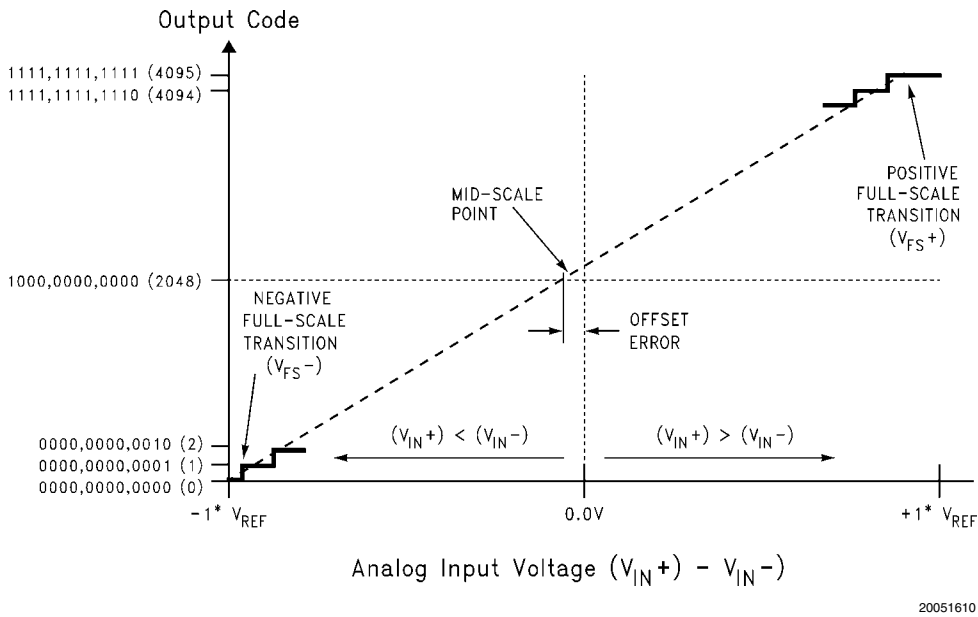 Output Code
1111,1111,1111 (4095)
1111,1111,1110 (4094)
MID-SCALE
POINT
POSITIVE
FULL-SCALE
TRANSITION
(VFS+)
1000,0000,0000 (2048)
NEGATIVE
FULL-SCALE
TRANSITION
(VFS−)
OFFSET
ERROR
(VIN+) < (VIN−)
(VIN+) > (VIN−)
0000,0000,0010 (2)
0000,0000,0001 (1)
0000,0000,0000 (0)
−1* VREF
0.0V
+1* VREF
Analog Input Voltage (VIN+) - VIN−)
20051610